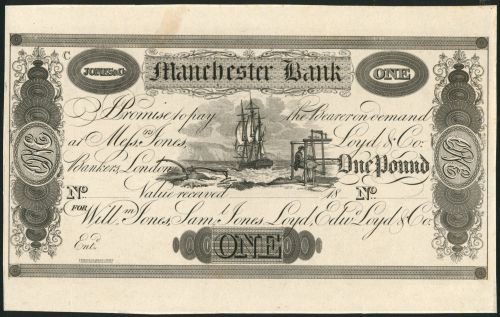 C
JONES & Co.
Manchester Bank
ONE
I Promise to pay the Bearer on demand
at Mess.rs Jones, Loyd, & Co.
Bankers, London One Pound
No Value received 18 No
FOR Will.m Jones, Sam.l Jones Loyd, Edw.d Loyd & Co.
Ent.d
ONE
ONE
ONE